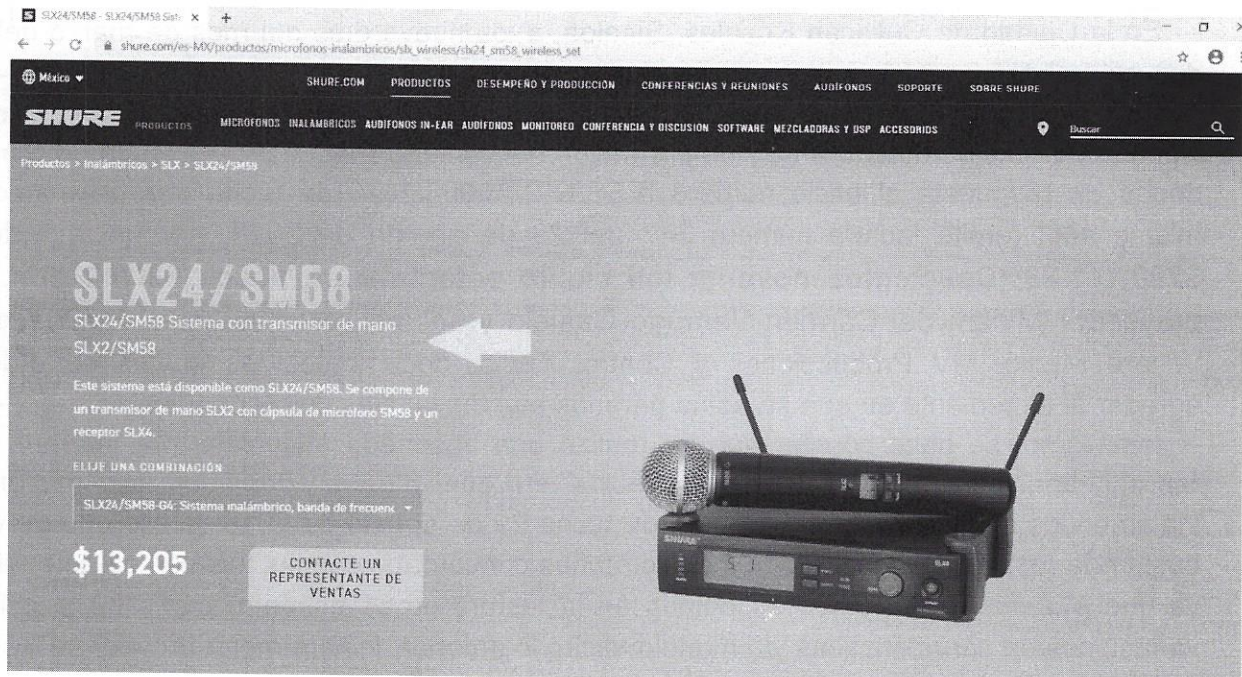 SLX24/SM58 - SLX24/SM58 Sist
shure.com/es-MX/productos/microfonos-inalambricos/slx_wireless/slx24_sm58_wireless_set
México
SHURE.COM PRODUCTOS DESEMPEÑO Y PRODUCCIÓN CONFERENCIAS Y REUNIONES AUDÍFONOS SOPORTE SOBRE SHURE
SHURE PRODUCTOS MICRÓFONOS INALÁMBRICOS AUDÍFONOS IN-EAR AUDÍFONOS MONITOREO CONFERENCIA Y DISCUSIÓN SOFTWARE MEZCLADORAS Y DSP ACCESORIOS Buscar
Productos > Inalámbricos > SLX > SLX24/SM58
SLX24/SM58
SLX24/SM58 Sistema con transmisor de mano
SLX2/SM58
Este sistema está disponible como SLX24/SM58. Se compone de
un transmisor de mano SLX2 con cápsula de micrófono SM58 y un
receptor SLX4.
ELIJE UNA COMBINACIÓN
SLX24/SM58-G4: Sistema inalámbrico, banda de frecuenc
$13,205
CONTACTE UN
REPRESENTANTE DE
VENTAS
SHURE
SLX4